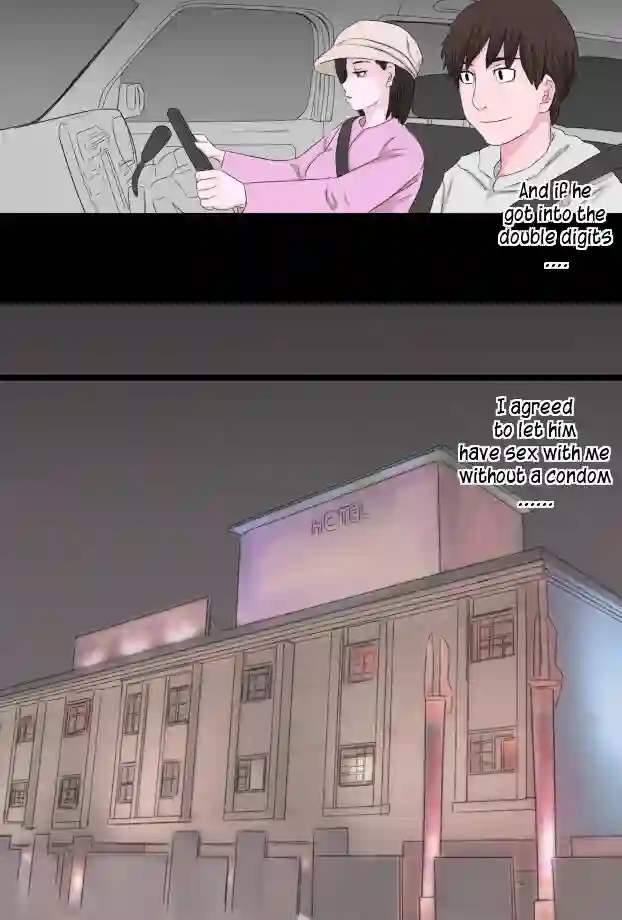 And if he
got into the
double digits
....
I agreed
to let him
have sex with me
without a condom
......
HOTEL